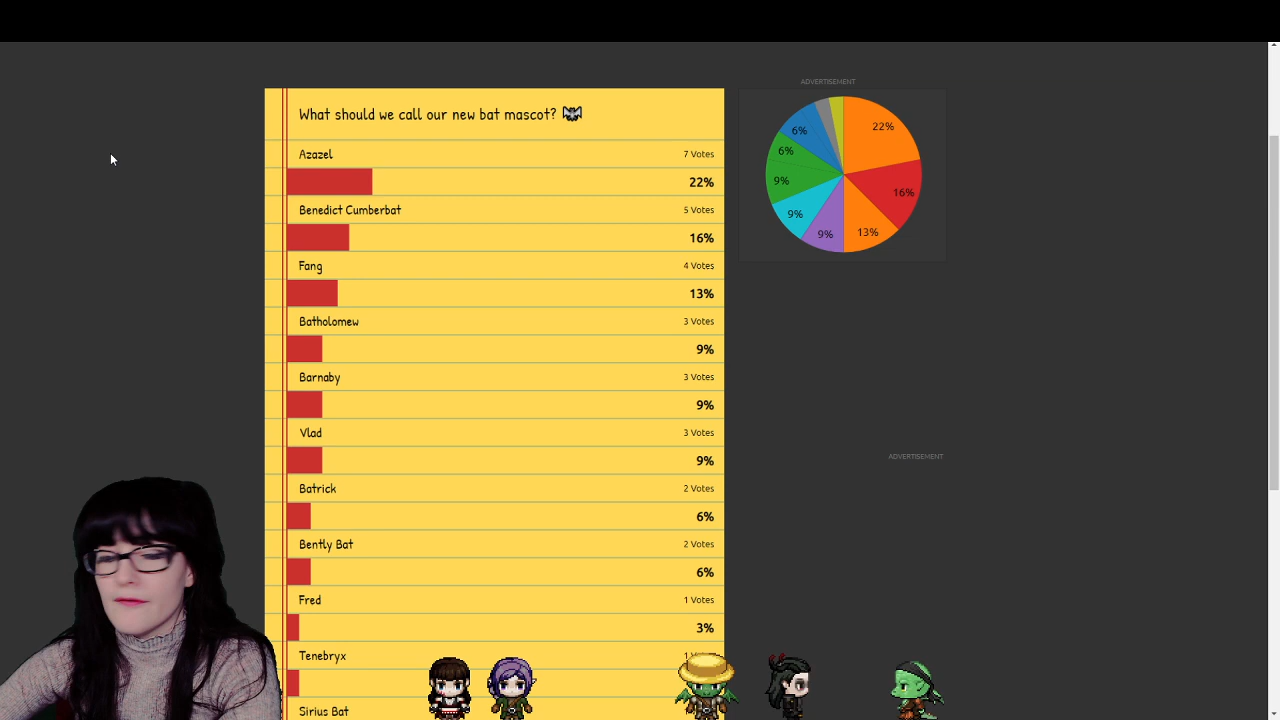 ADVERTISEMENT
What should we call our new bat mascot?
Azazel 7 Votes
22%
Benedict Cumberbat 5 Votes
16%
Fang 4 Votes
13%
Batholomew 3 Votes
9%
Barnaby 3 Votes
9%
Vlad 3 Votes
9%
Batrick 2 Votes
6%
Bently Bat 2 Votes
6%
Fred 1 Votes
3%
Tenebryx
Sirius Bat
22%
16%
13%
9%
9%
9%
6%
6%
ADVERTISEMENT